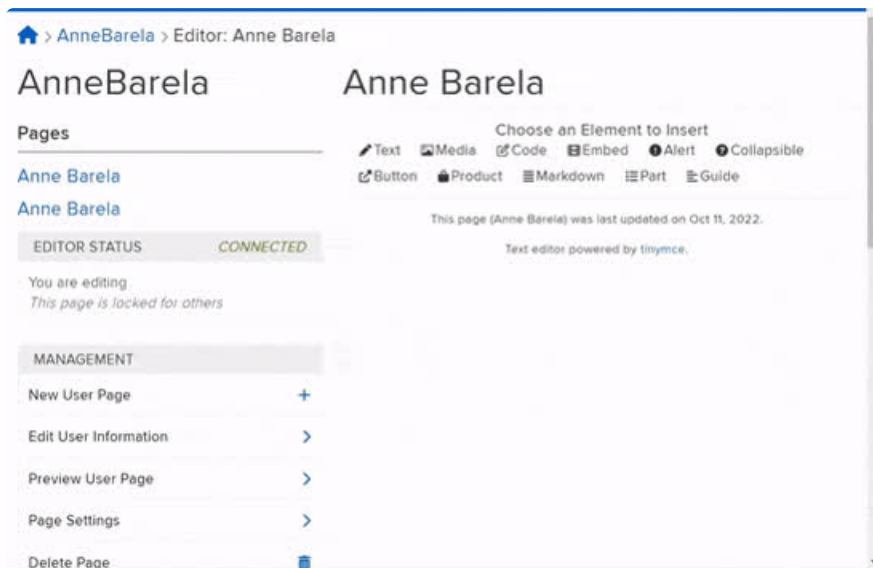 > AnneBarela > Editor: Anne Barela
AnneBarela
Pages
Anne Barela
Anne Barela
EDITOR STATUS CONNECTED
You are editing
This page is locked for others
MANAGEMENT
New User Page +
Edit User Information >
Preview User Page >
Page Settings >
Delete Page
Anne Barela
Choose an Element to Insert
Text Media Code Embed Alert Collapsible
Button Product Markdown Part Guide
This page (Anne Barela) was last updated on Oct 11, 2022.
Text editor powered by tinymce.